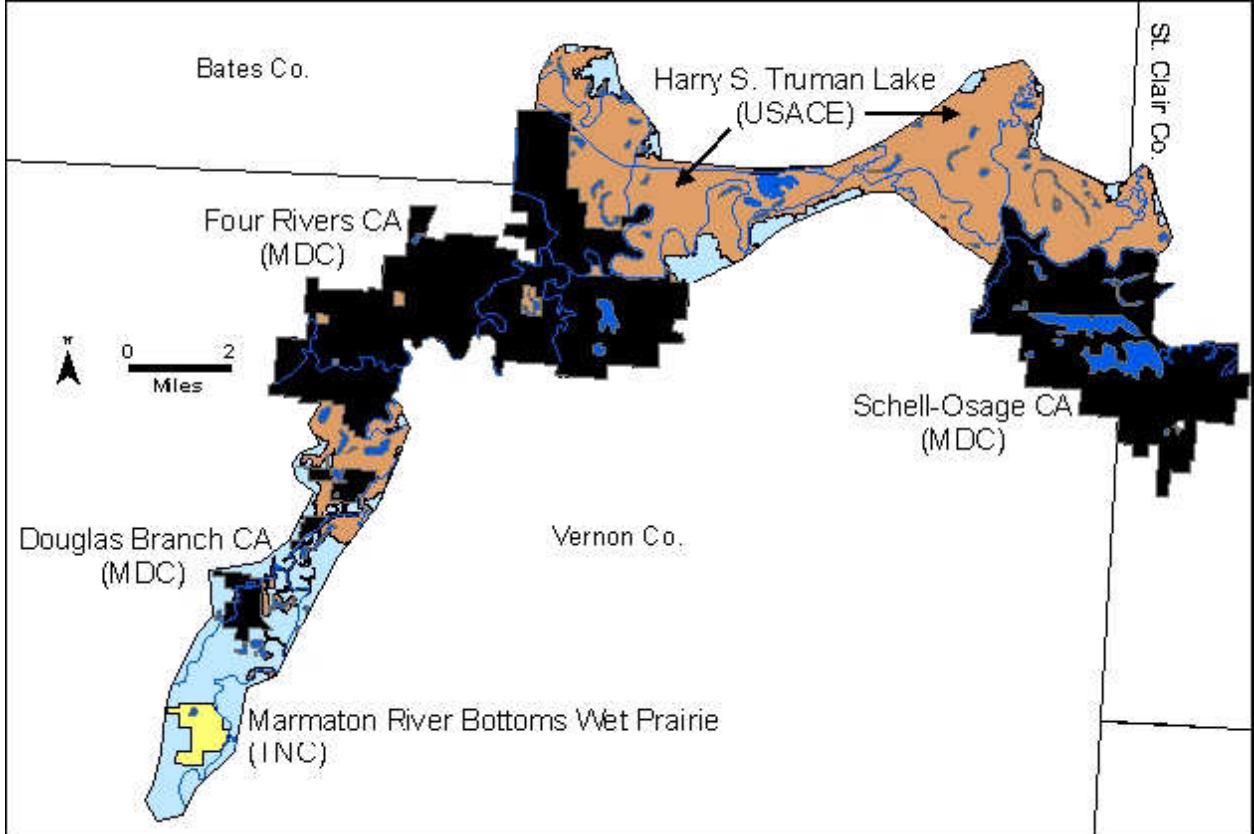 Bates Co.
Harry S. Truman Lake
(USACE)
St. Clair Co.
Four Rivers CA
(MDC)
N
0 2
Miles
Schell-Osage CA
(MDC)
Douglas Branch CA
(MDC)
Vernon Co.
Marmaton River Bottoms Wet Prairie
(TNC)